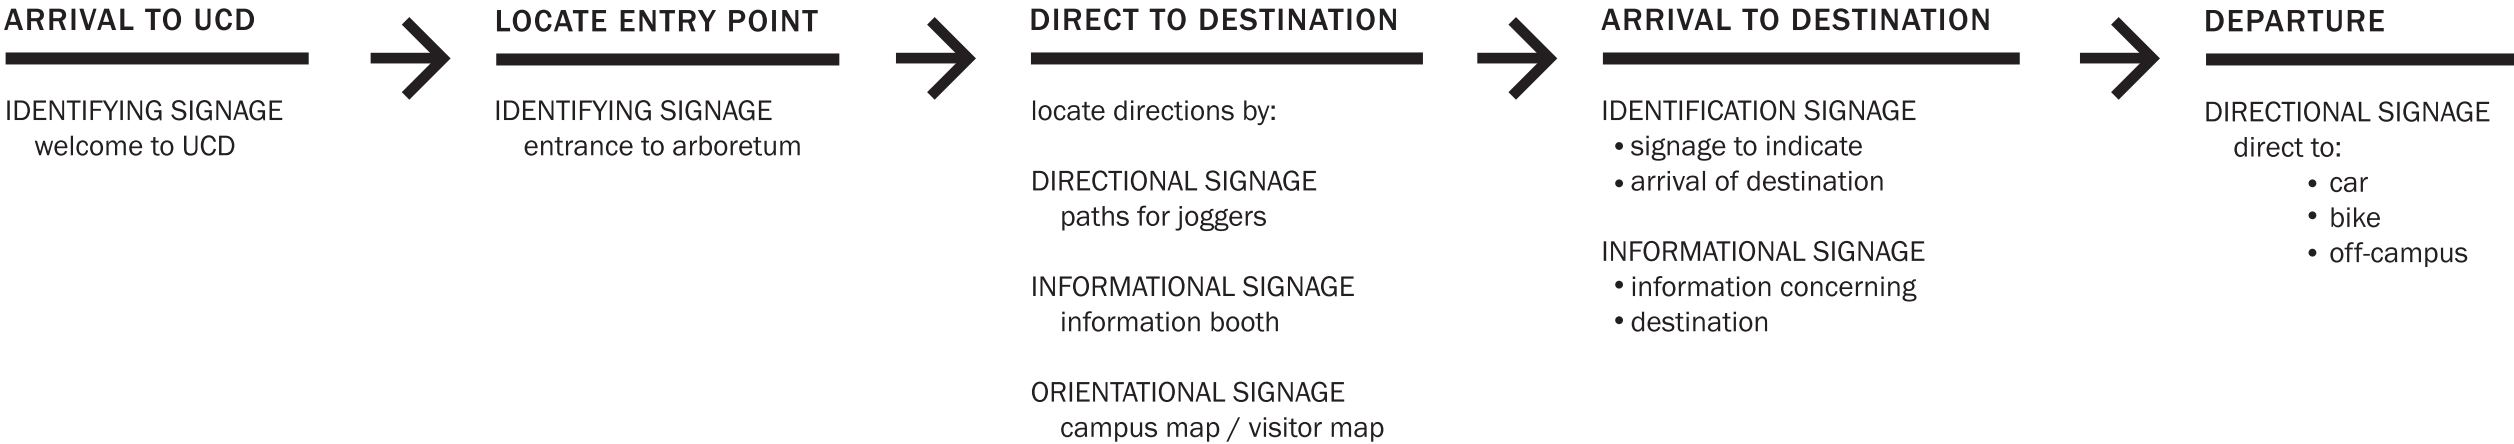 ARRIVAL TO UCD
IDENTIFYING SIGNAGE
welcome to UCD
LOCATE ENTRY POINT
IDENTIFYING SIGNAGE
entrance to arboretum
DIRECT TO DESTINATION
locate directions by:
DIRECTIONAL SIGNAGE
paths for joggers
INFORMATIONAL SIGNAGE
information booth
ORIENTATIONAL SIGNAGE
campus map / visitor map
ARRIVAL TO DESTINATION
IDENTIFICATION SIGNAGE
• signage to indicate
• arrival of destination
INFORMATIONAL SIGNAGE
• information concerning
• destination
DEPARTURE
DIRECTIONAL SIGNAGE
direct to:
• car
• bike
• off-campus